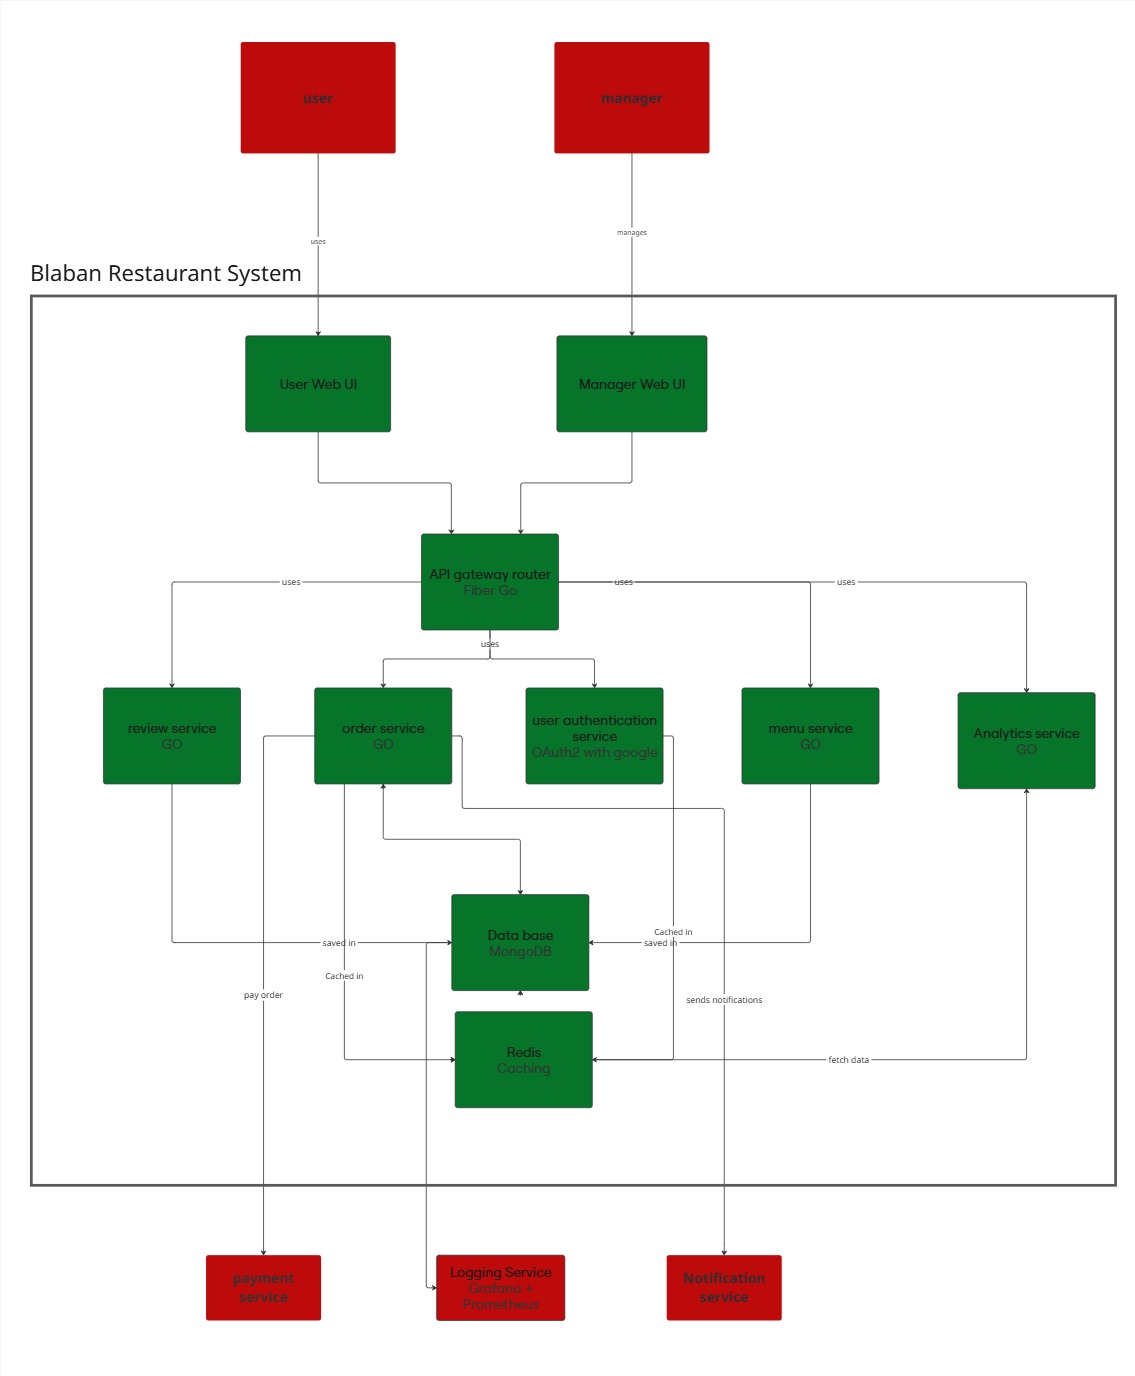 user
manager
uses
manages
Blaban Restaurant System
User Web UI
Manager Web UI
API gateway router
Fiber Go
uses
uses
uses
uses
review service
GO
order service
GO
user authentication
service
OAuth2 with google
menu service
GO
Analytics service
GO
Data base
MongoDB
saved in
Cached in
saved in
Cached in
pay order
sends notifications
Redis
Caching
fetch data
payment
service
Logging Service
Grafana +
Prometheus
Notification
service